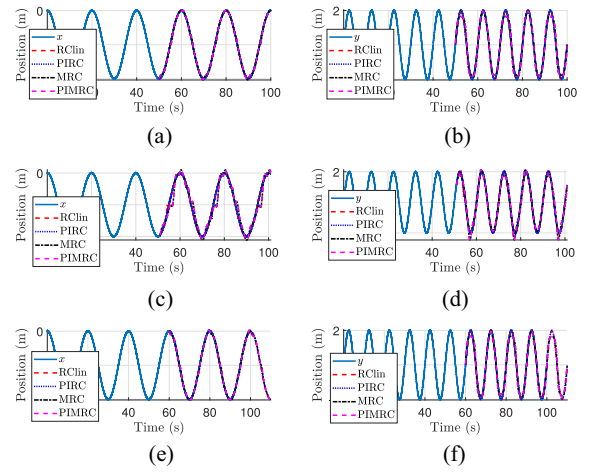 0
Position (m)
x
RClin
PIRC
MRC
PIMRC
40 60 80 100
Time (s)
(a)
2
Position (m)
y
RClin
PIRC
MRC
PIMRC
40 60 80 100
Time (s)
(b)
0
Position (m)
x
RClin
PIRC
MRC
PIMRC
40 60 80 100
Time (s)
(c)
2
Position (m)
y
RClin
PIRC
MRC
PIMRC
40 60 80 100
Time (s)
(d)
0
Position (m)
x
RClin
PIRC
MRC
PIMRC
40 60 80 100
Time (s)
(e)
2
Position (m)
y
RClin
PIRC
MRC
PIMRC
40 60 80 100
Time (s)
(f)